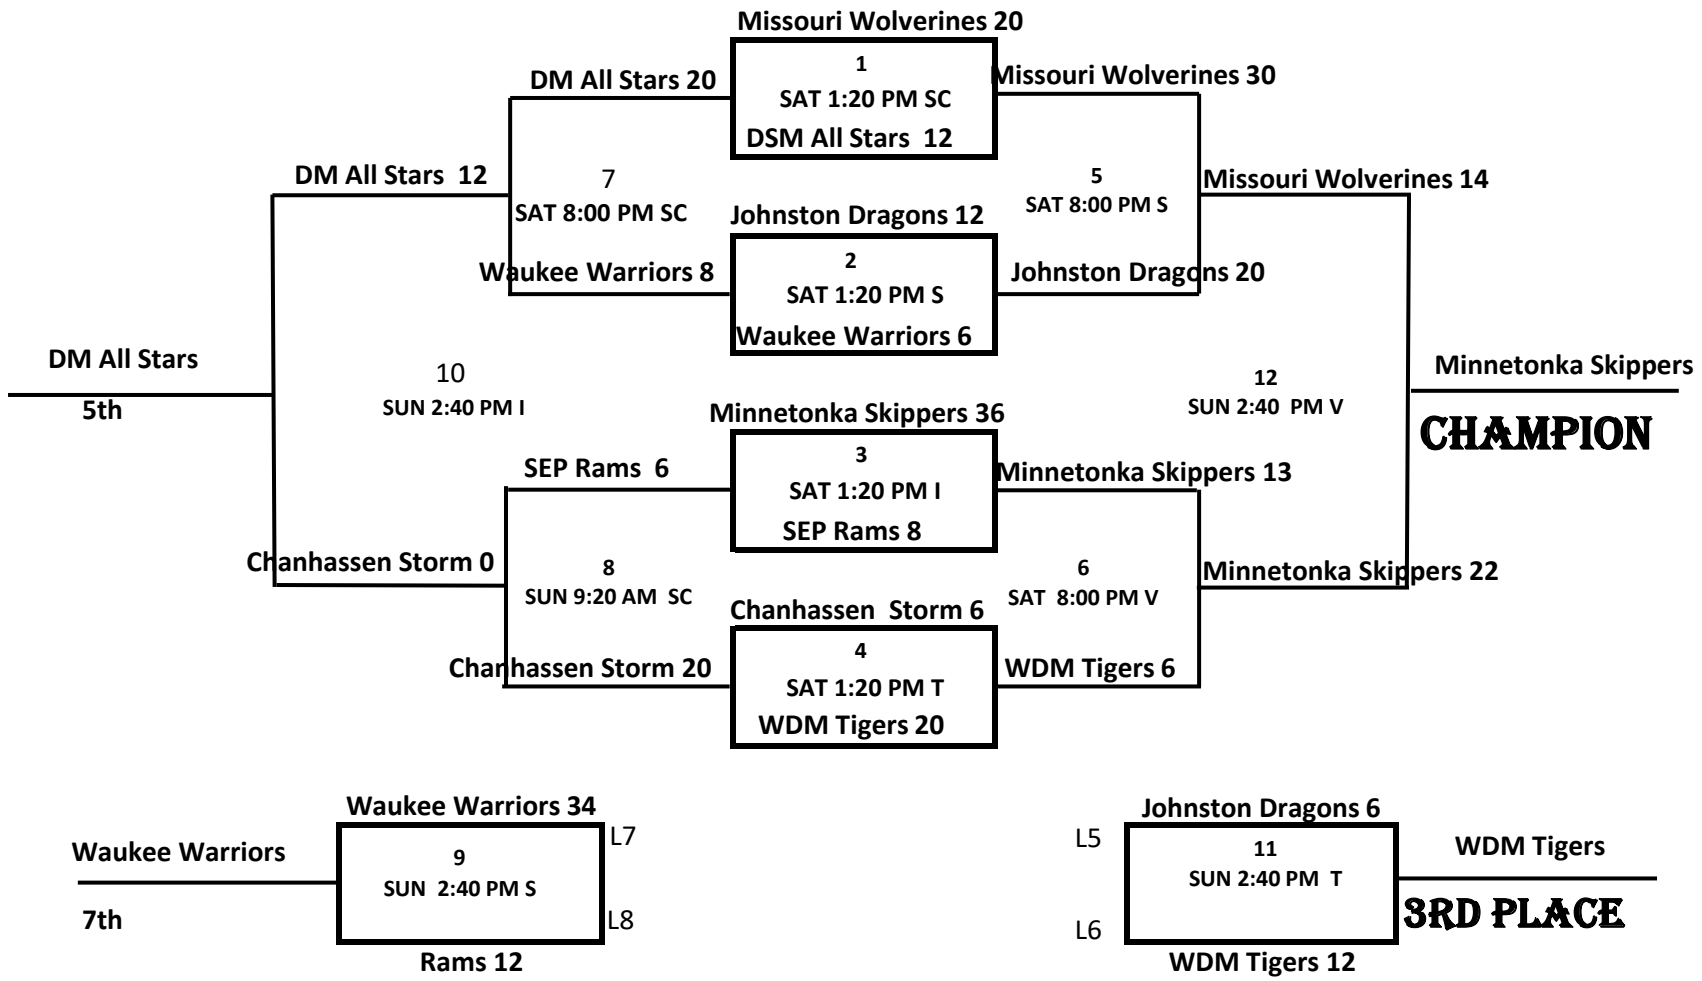 Missouri Wolverines 20
1
SAT 1:20 PM SC
DSM All Stars 12
DM All Stars 20
Missouri Wolverines 30
DM All Stars 12
7
SAT 8:00 PM SC
5
SAT 8:00 PM S
Missouri Wolverines 14
Johnston Dragons 12
2
SAT 1:20 PM S
Waukee Warriors 6
Waukee Warriors 8
Johnston Dragons 20
DM All Stars
5th
10
SUN 2:40 PM I
12
SUN 2:40 PM V
Minnetonka Skippers
CHAMPION
Minnetonka Skippers 36
3
SAT 1:20 PM I
SEP Rams 8
SEP Rams 6
Minnetonka Skippers 13
Chanhassen Storm 0
8
SUN 9:20 AM SC
6
SAT 8:00 PM V
Minnetonka Skippers 22
Chanhassen Storm 6
4
SAT 1:20 PM T
WDM Tigers 20
Chanhassen Storm 20
WDM Tigers 6
Waukee Warriors 34
L7
Waukee Warriors
9
SUN 2:40 PM S
7th
L8
Rams 12
Johnston Dragons 6
L5
11
SUN 2:40 PM T
WDM Tigers
3RD PLACE
L6
WDM Tigers 12